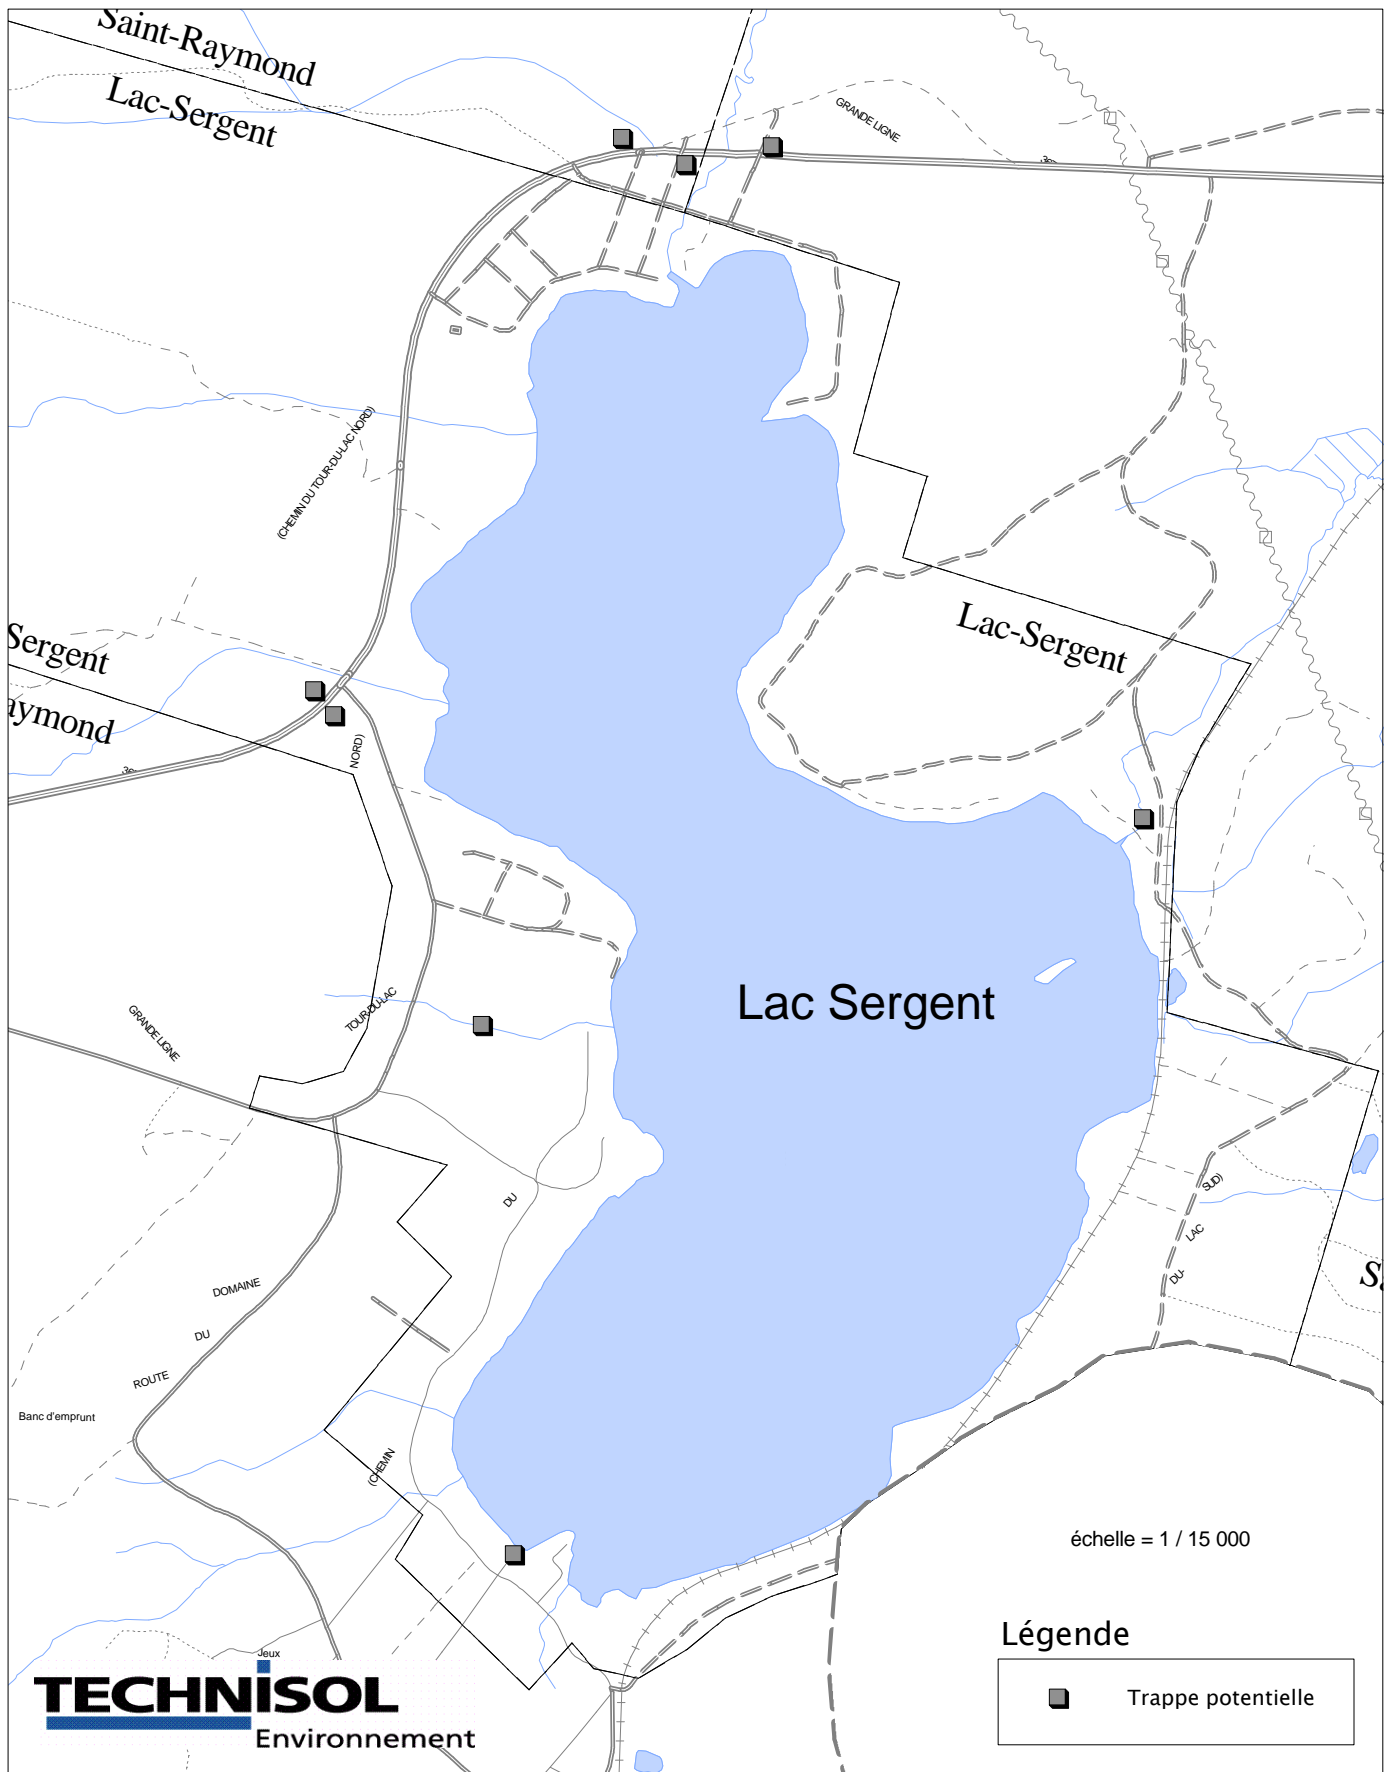 Saint-Raymond
Lac-Sergent
GRANDE LIGNE
(CHEMIN DU TOUR-DU-LAC NORD)
Lac-Sergent
Sergent
aymond
NORD)
Lac Sergent
GRANDE LIGNE
TOUR-DU-LAC
DU
SUD)
LAC
DU-
DOMAINE
DU
ROUTE
Banc d'emprunt
(CHEMIN
échelle = 1 / 15 000
Légende
Trappe potentielle
Jeux
TECHNISOL
Environnement